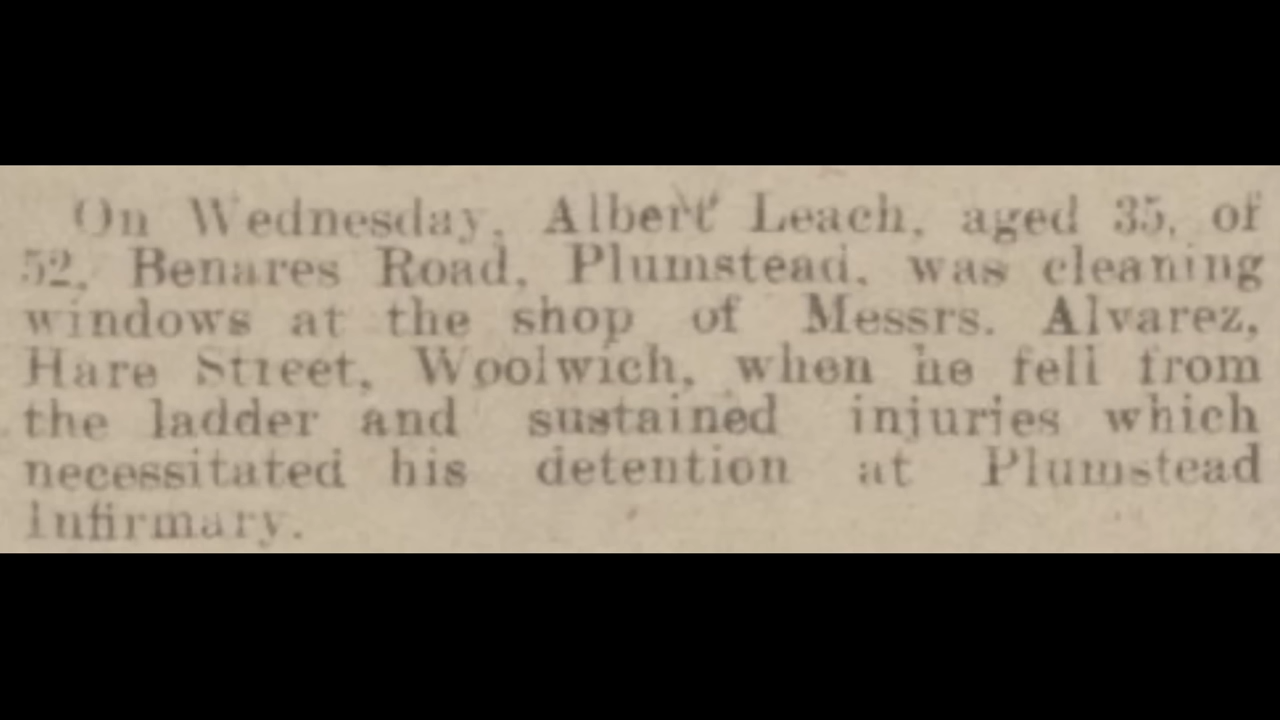 On Wednesday, Albert Leach, aged 35, of
52, Benares Road, Plumstead, was cleaning
windows at the shop of Messrs. Alvarez,
Hare Street, Woolwich, when he fell from
the ladder and sustained injuries which
necessitated his detention at Plumstead
Infirmary.